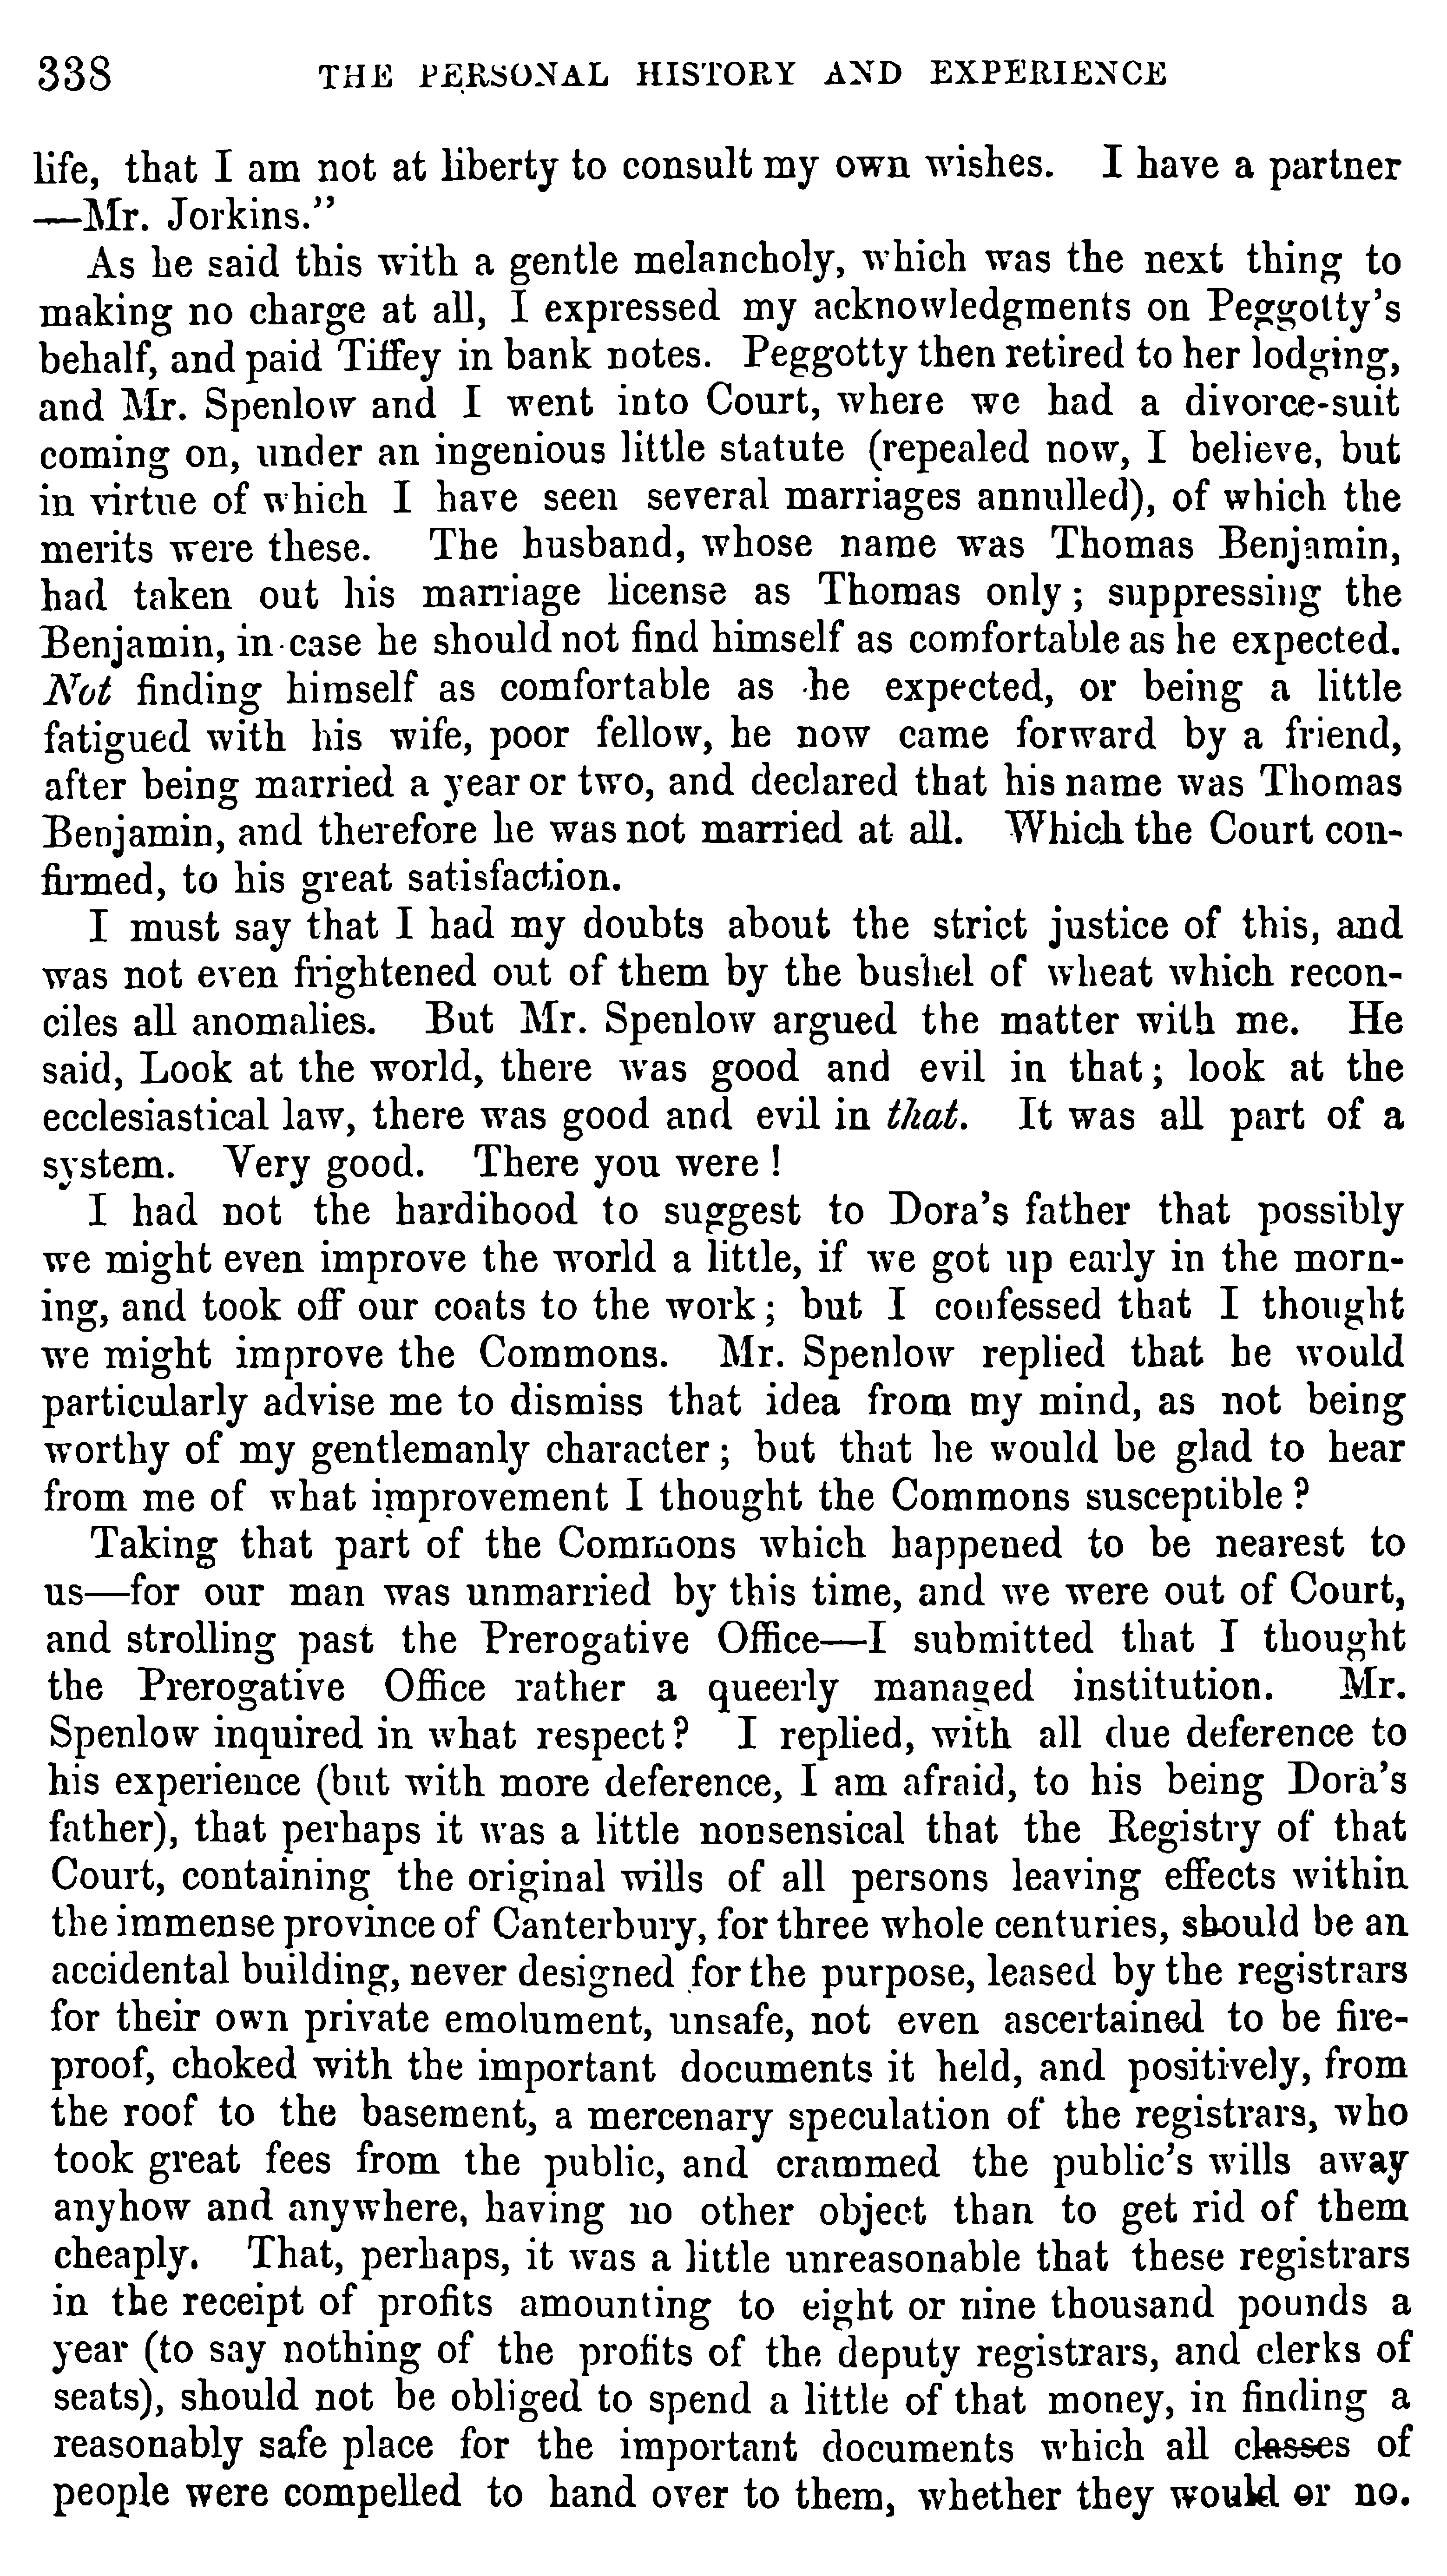 338 THE PERSONAL HISTORY AND EXPERIENCE
life, that I am not at liberty to consult my own wishes. I have a partner
—Mr. Jorkins.”
As he said this with a gentle melancholy, which was the next thing to
making no charge at all, I expressed my acknowledgments on Peggotty’s
behalf, and paid Tiffey in bank notes. Peggotty then retired to her lodging,
and Mr. Spenlow and I went into Court, where we had a divorce-suit
coming on, under an ingenious little statute (repealed now, I believe, but
in virtue of which I have seen several marriages annulled), of which the
merits were these. The husband, whose name was Thomas Benjamin,
had taken out his marriage license as Thomas only; suppressing the
Benjamin, in case he should not find himself as comfortable as he expected.
Not finding himself as comfortable as he expected, or being a little
fatigued with his wife, poor fellow, he now came forward by a friend,
after being married a year or two, and declared that his name was Thomas
Benjamin, and therefore he was not married at all. Which the Court con-
firmed, to his great satisfaction.
I must say that I had my doubts about the strict justice of this, and
was not even frightened out of them by the bushel of wheat which recon-
ciles all anomalies. But Mr. Spenlow argued the matter with me. He
said, Look at the world, there was good and evil in that; look at the
ecclesiastical law, there was good and evil in that. It was all part of a
system. Very good. There you were!
I had not the hardihood to suggest to Dora’s father that possibly
we might even improve the world a little, if we got up early in the morn-
ing, and took off our coats to the work; but I confessed that I thought
we might improve the Commons. Mr. Spenlow replied that he would
particularly advise me to dismiss that idea from my mind, as not being
worthy of my gentlemanly character; but that he would be glad to hear
from me of what improvement I thought the Commons susceptible?
Taking that part of the Commons which happened to be nearest to
us—for our man was unmarried by this time, and we were out of Court,
and strolling past the Prerogative Office—I submitted that I thought
the Prerogative Office rather a queerly managed institution. Mr.
Spenlow inquired in what respect? I replied, with all due deference to
his experience (but with more deference, I am afraid, to his being Dora’s
father), that perhaps it was a little nonsensical that the Registry of that
Court, containing the original wills of all persons leaving effects within
the immense province of Canterbury, for three whole centuries, should be an
accidental building, never designed for the purpose, leased by the registrars
for their own private emolument, unsafe, not even ascertained to be fire-
proof, choked with the important documents it held, and positively, from
the roof to the basement, a mercenary speculation of the registrars, who
took great fees from the public, and crammed the public’s wills away
anyhow and anywhere, having no other object than to get rid of them
cheaply. That, perhaps, it was a little unreasonable that these registrars
in the receipt of profits amounting to eight or nine thousand pounds a
year (to say nothing of the profits of the deputy registrars, and clerks of
seats), should not be obliged to spend a little of that money, in finding a
reasonably safe place for the important documents which all classes of
people were compelled to hand over to them, whether they would or no.